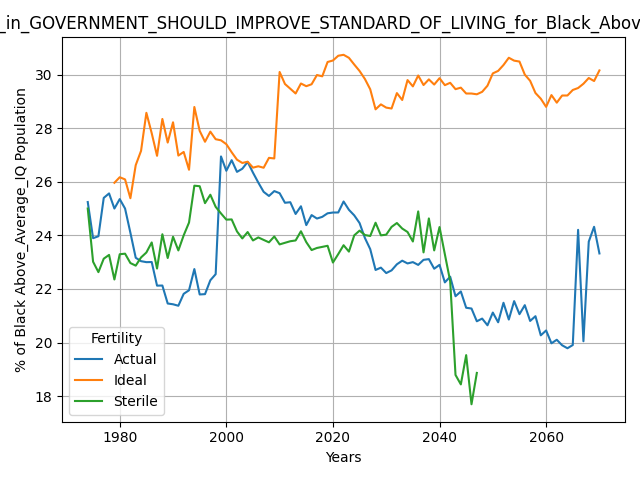 _in_GOVERNMENT_SHOULD_IMPROVE_STANDARD_OF_LIVING_for_Black_Abov
% of Black Above_Average_IQ Population
30
28
26
24
22
20
18
Fertility
Actual
Ideal
Sterile
1980 2000 2020 2040 2060
Years